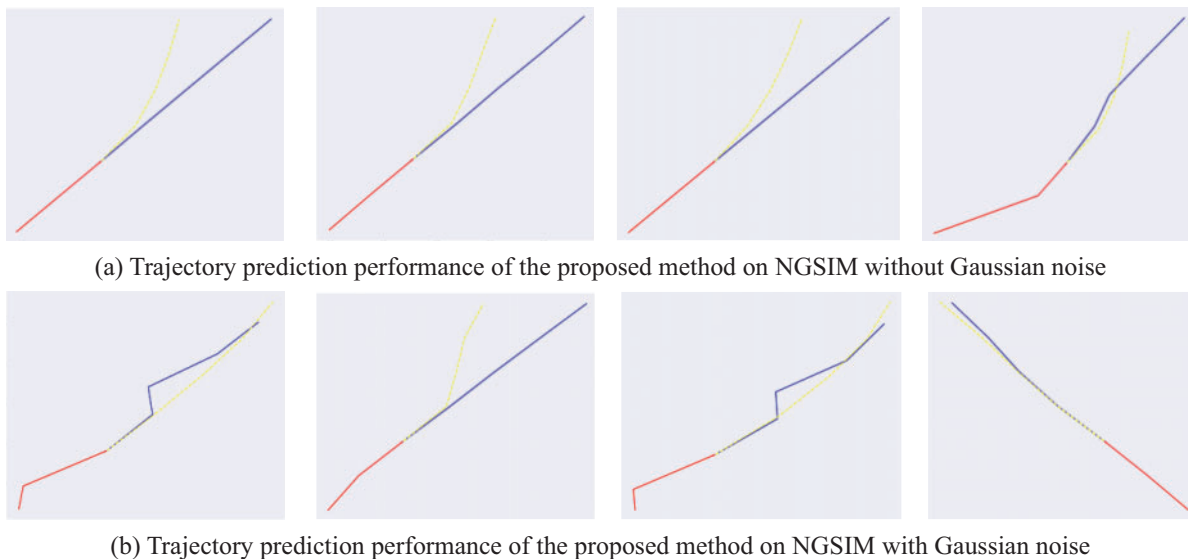 (a) Trajectory prediction performance of the proposed method on NGSIM without Gaussian noise
(b) Trajectory prediction performance of the proposed method on NGSIM with Gaussian noise